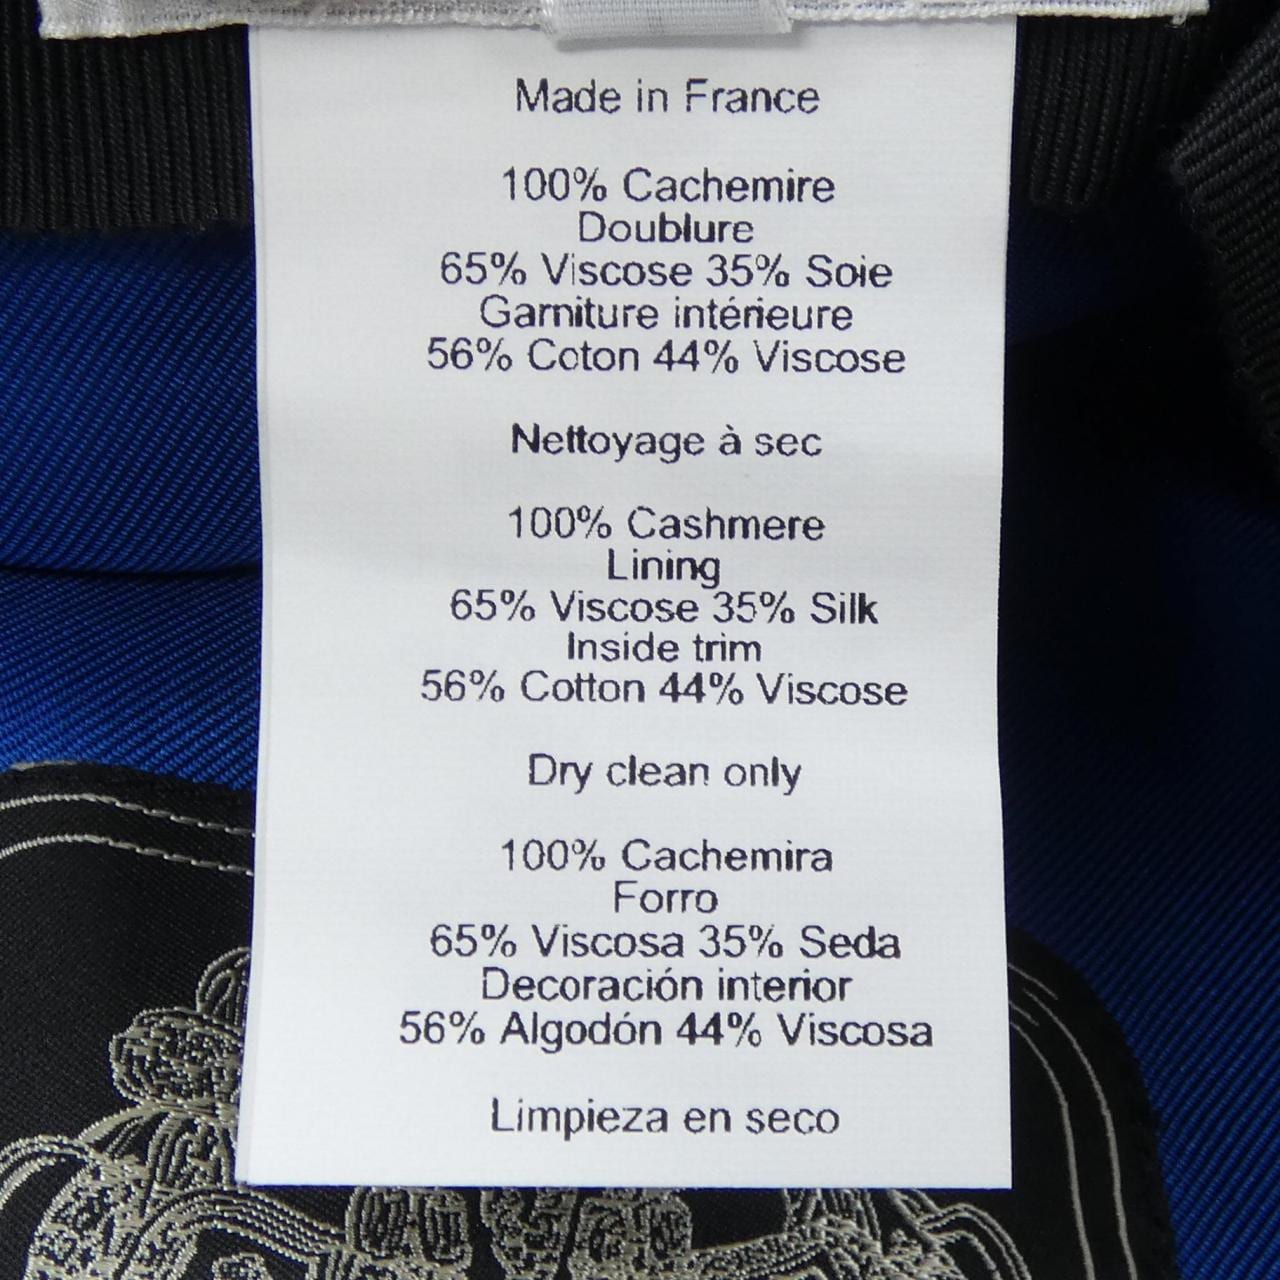 Made in France
100% Cachemire
Doublure
65% Viscose 35% Soie
Garniture intérieure
56% Coton 44% Viscose
Nettoyage à sec
100% Cashmere
Lining
65% Viscose 35% Silk
Inside trim
56% Cotton 44% Viscose
Dry clean only
100% Cachemira
Forro
65% Viscosa 35% Seda
Decoración interior
56% Algodón 44% Viscosa
Limpieza en seco